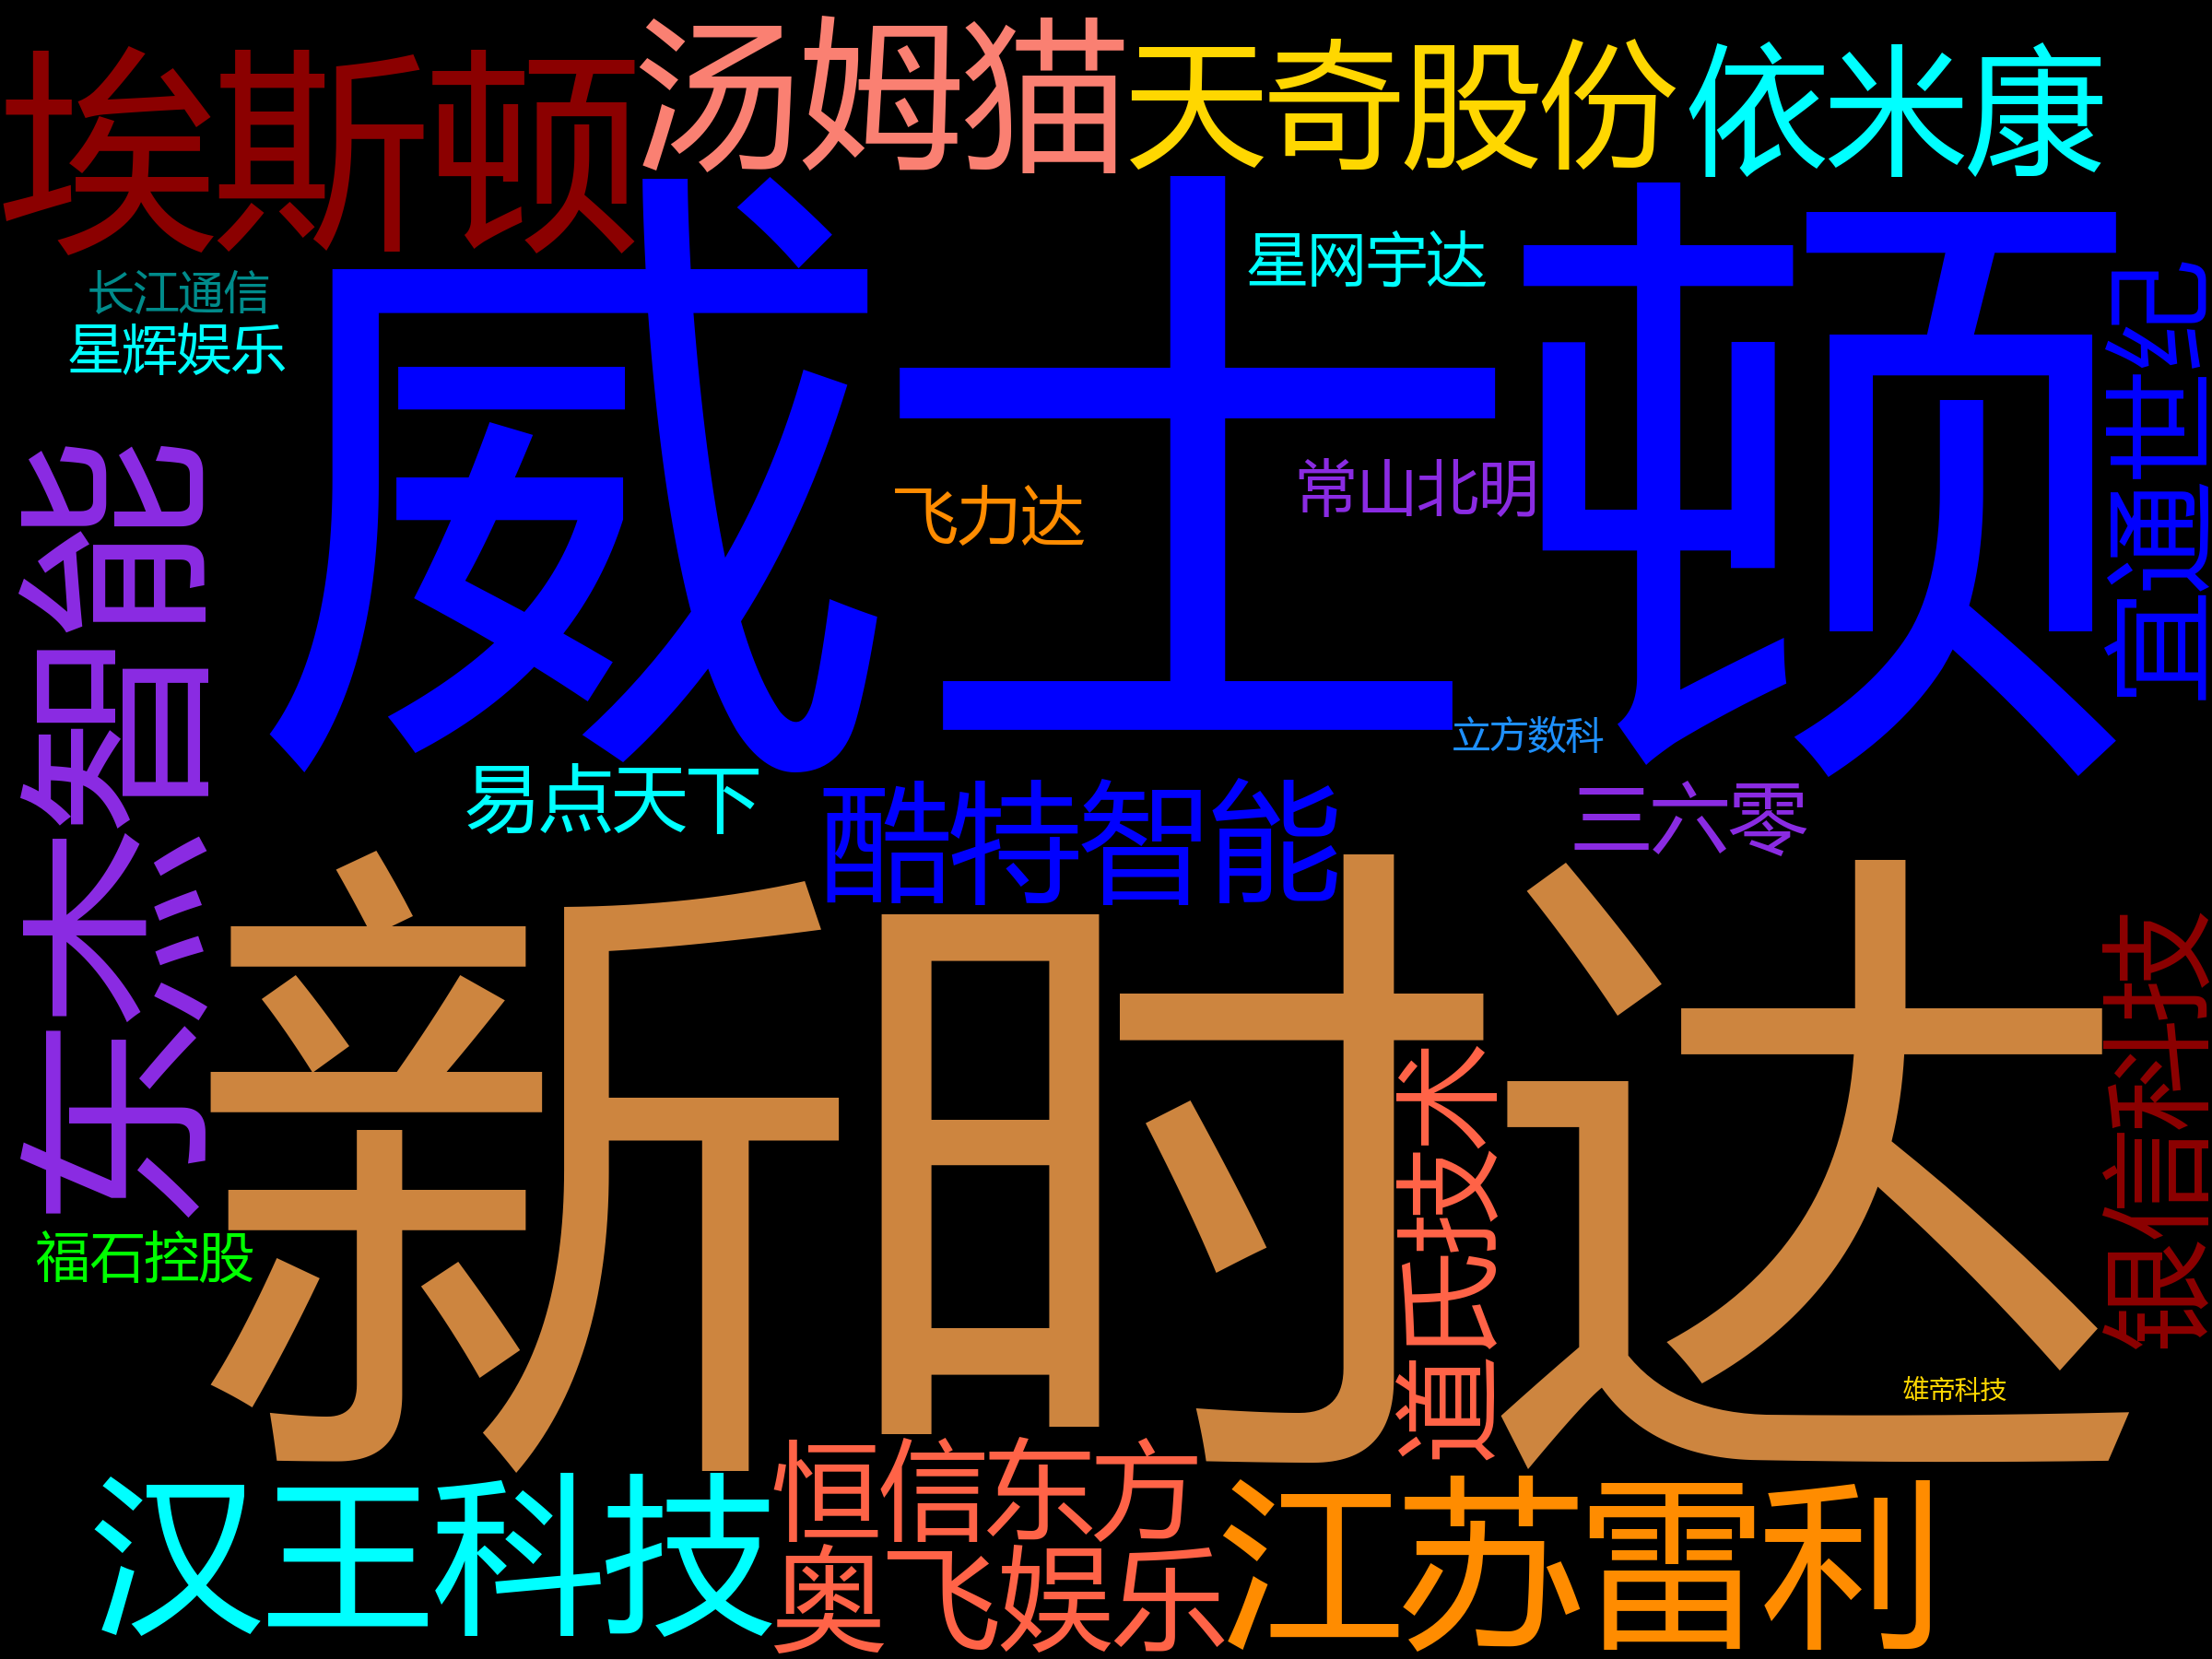 汤姆猫
天奇股份
依米康
埃斯顿
威士顿
星网宇达
长江通信
星辉娱乐
宜通世纪
东杰智能
飞力达
常山北明
立方数科
易点天下
酷特智能
三六零
新时达
银信科技
道氏技术
福石控股
雄帝科技
恒信东方
汉王科技
奥飞娱乐
江苏雷利